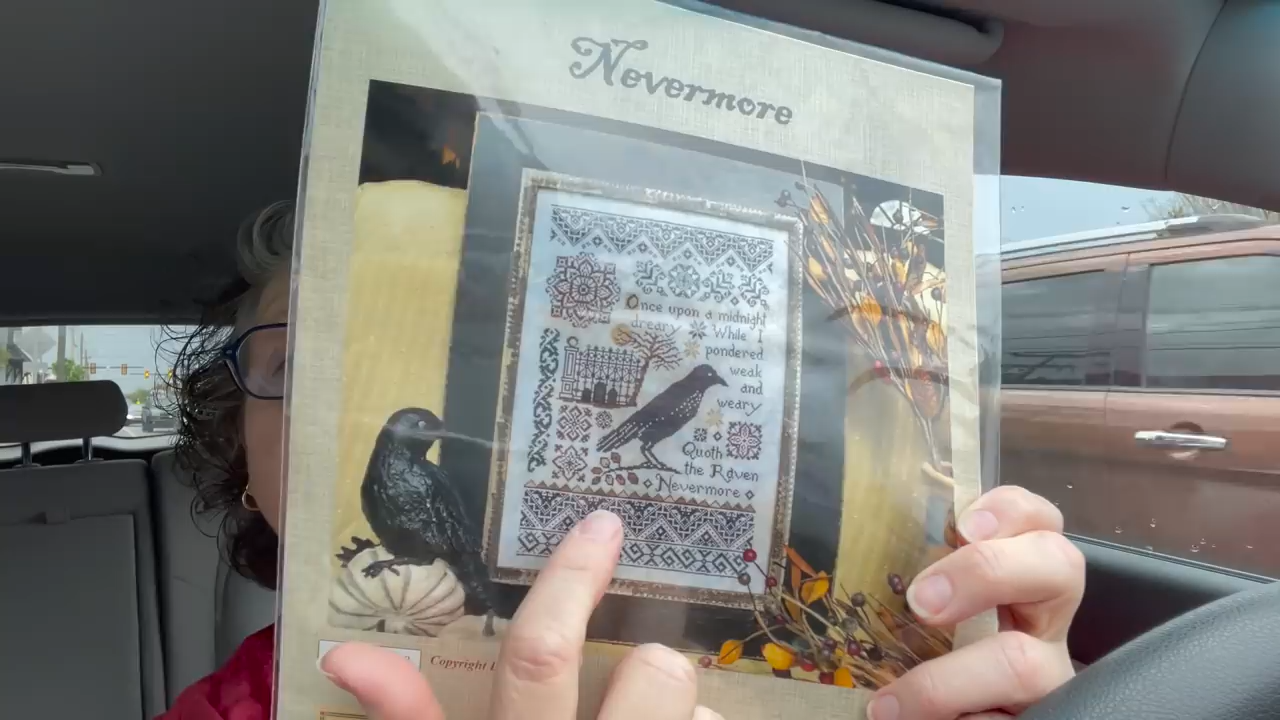 Nevermore
Once upon a midnight
dreary While I
pondered
weak
and
weary
Quoth
the Raven
Nevermore
Copyright